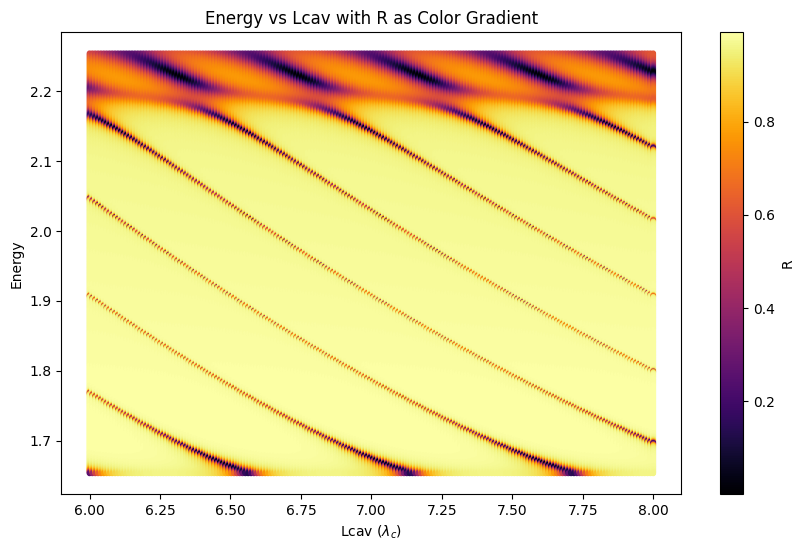 Energy vs Lcav with R as Color Gradient
Energy
2.2
2.1
2.0
1.9
1.8
1.7
6.00 6.25 6.50 6.75 7.00 7.25 7.50 7.75 8.00
Lcav (λc)
0.8
0.6
0.4
0.2
R